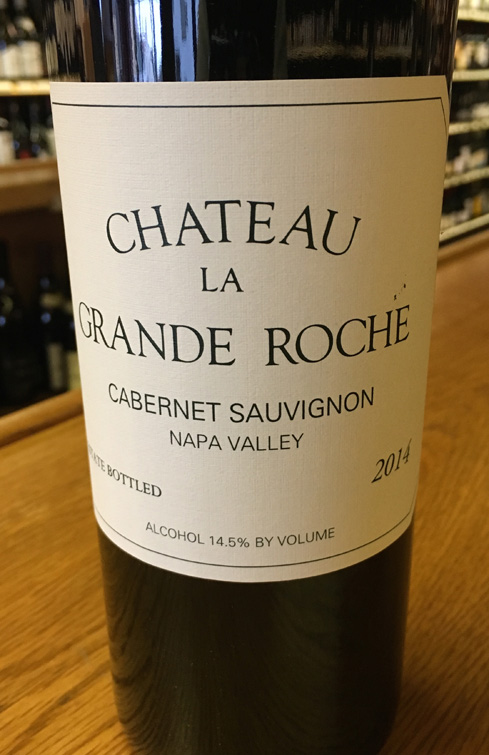 CHATEAU
LA
GRANDE ROCHE
CABERNET SAUVIGNON
NAPA VALLEY
2014
BOTTLED
ALCOHOL 14.5% BY VOLUME